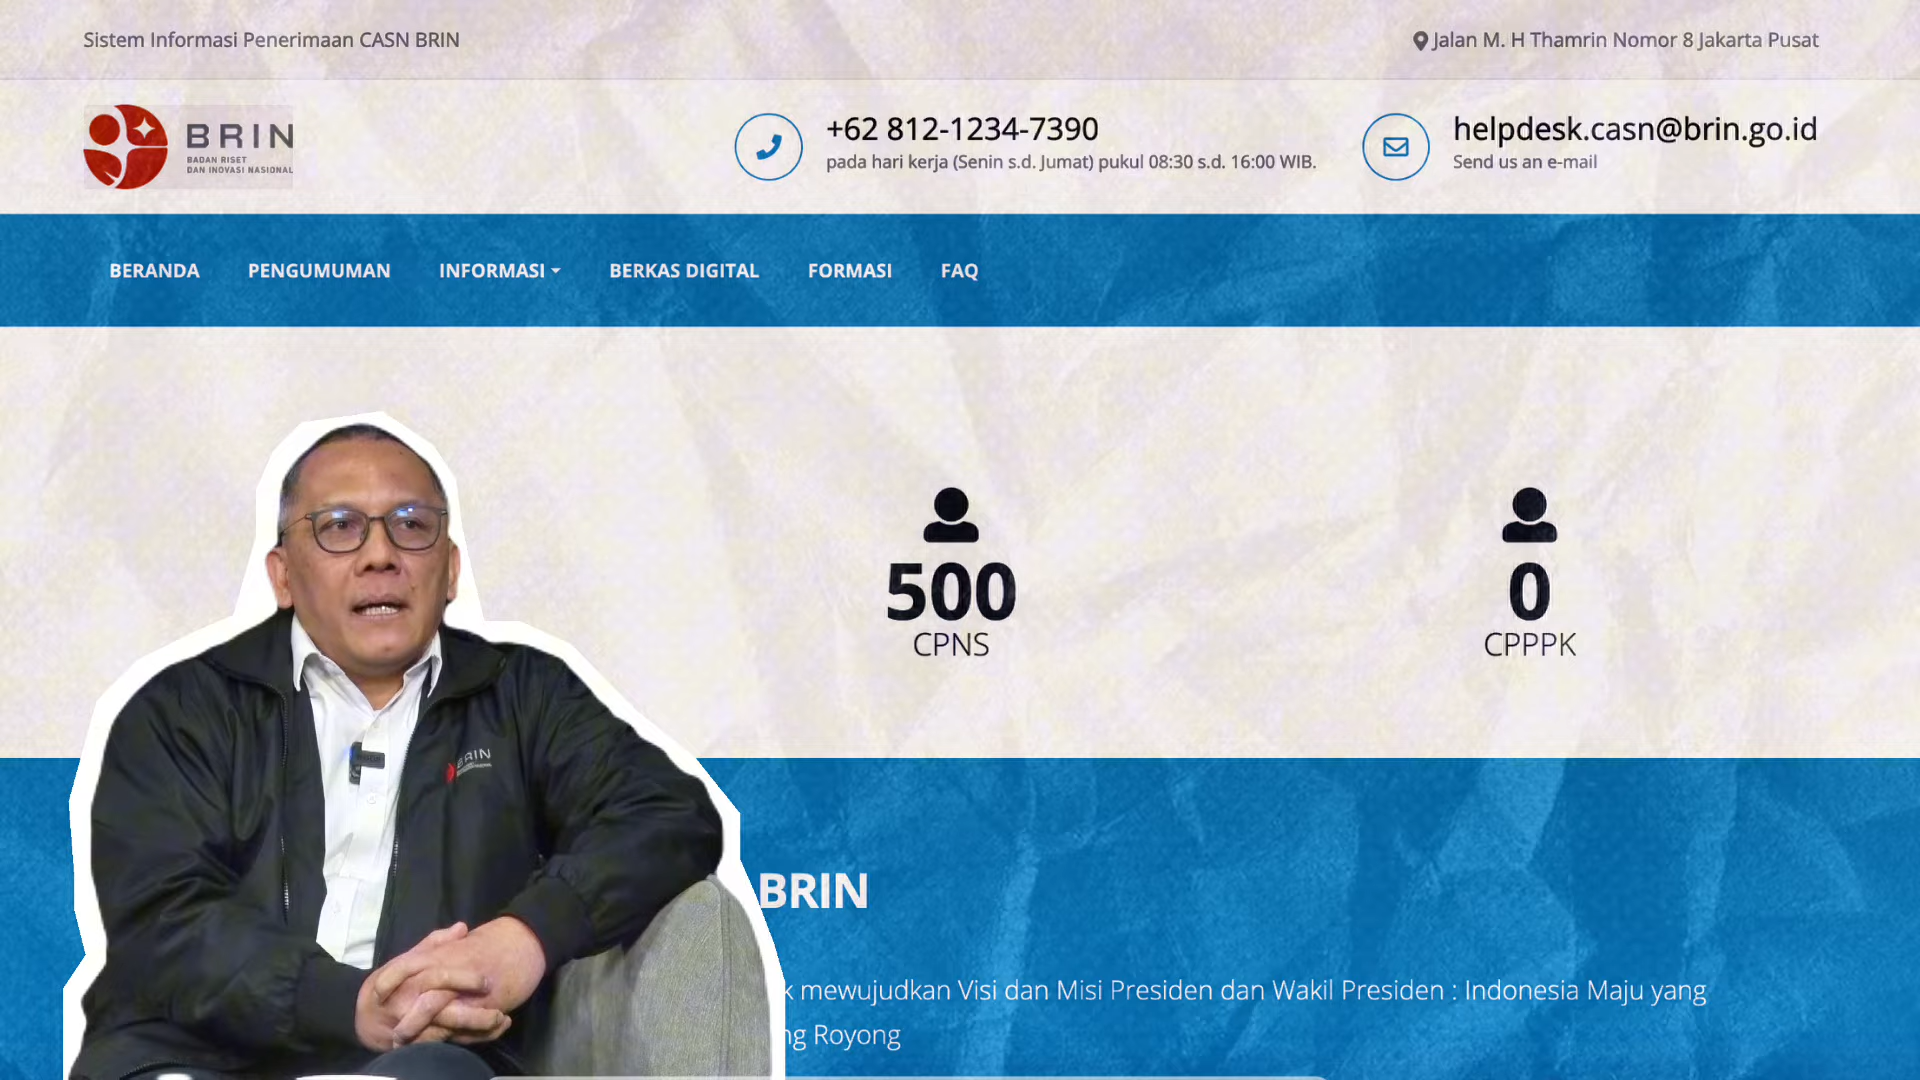 Sistem Informasi Penerimaan CASN BRIN
Jalan M. H Thamrin Nomor 8 Jakarta Pusat
BRIN
BADAN RISET
DAN INOVASI NASIONAL
+62 812-1234-7390
pada hari kerja (Senin s.d. Jumat) pukul 08:30 s.d. 16:00 WIB.
helpdesk.casn@brin.go.id
Send us an e-mail
BERANDA
PENGUMUMAN
INFORMASI
BERKAS DIGITAL
FORMASI
FAQ
500
CPNS
0
CPPPK
BRIN
BRIN
k mewujudkan Visi dan Misi Presiden dan Wakil Presiden : Indonesia Maju yang
ng Royong